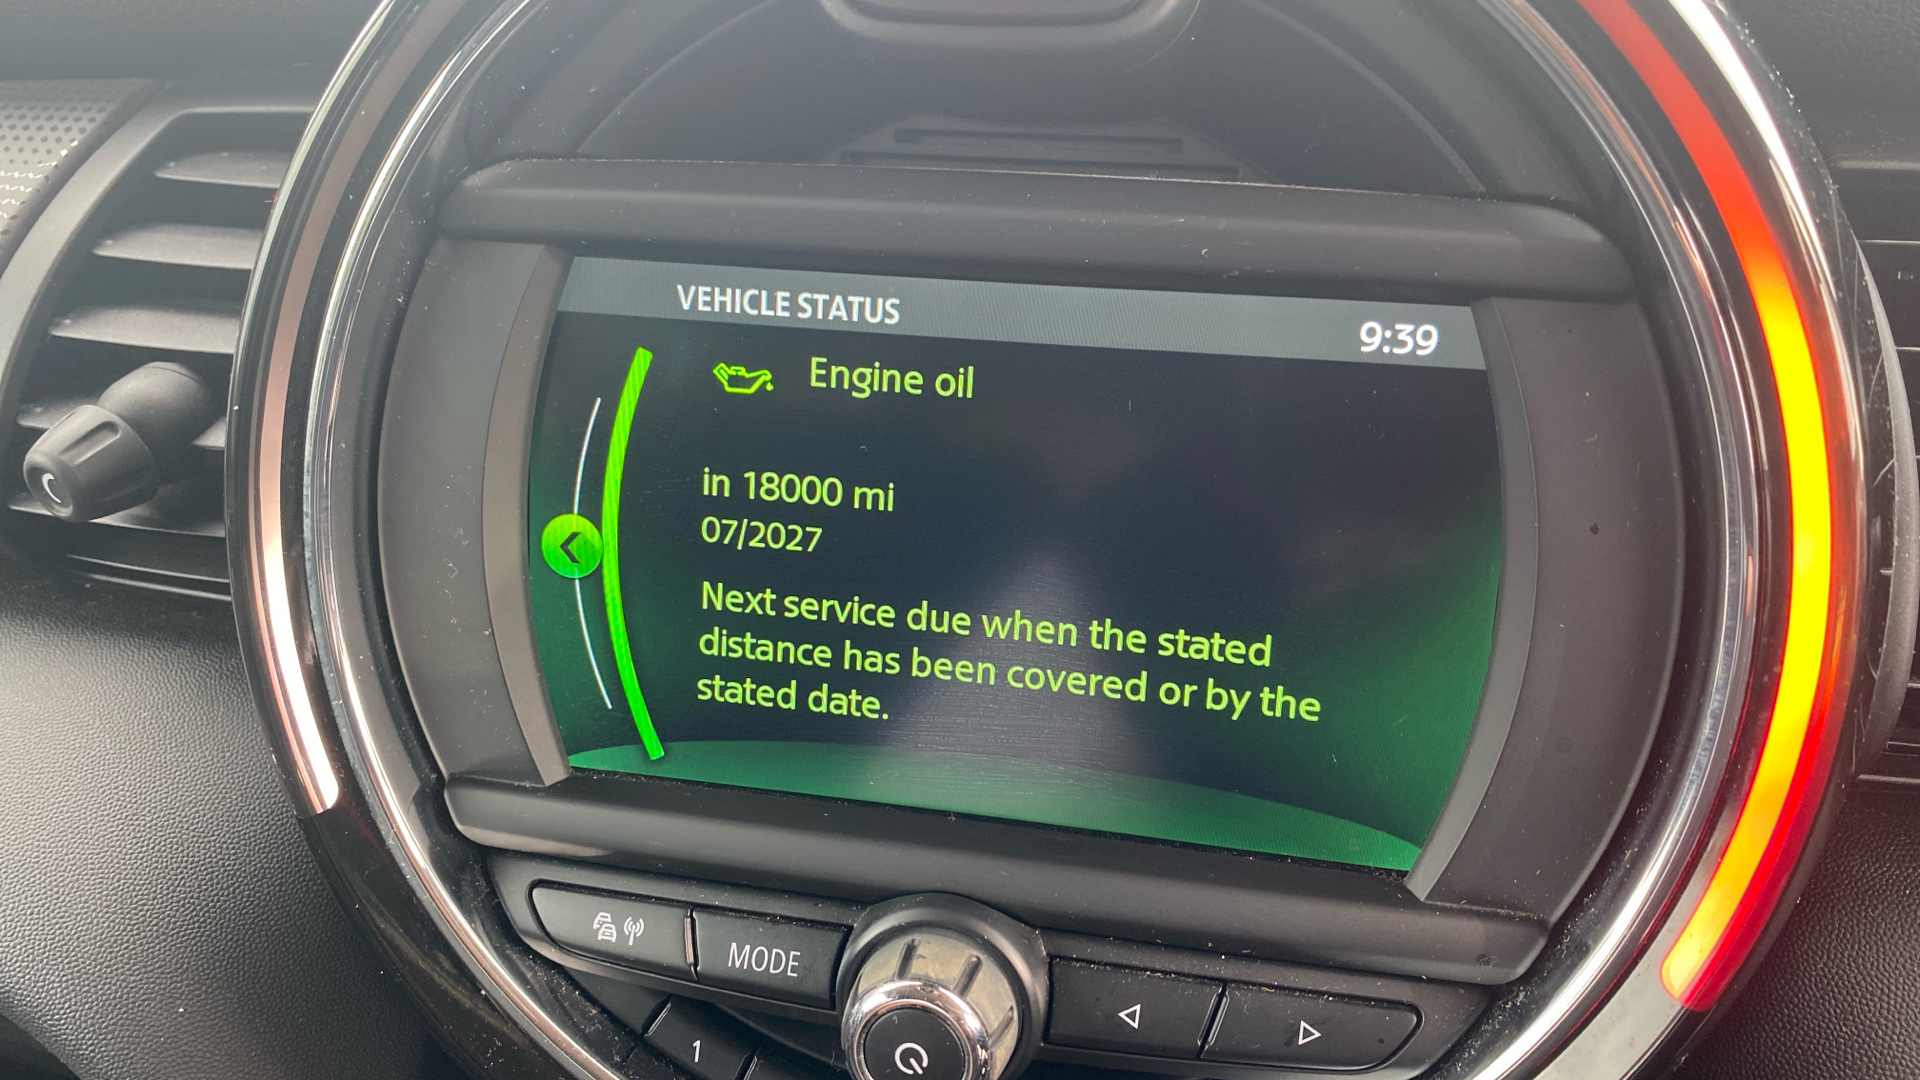 VEHICLE STATUS
9:39
Engine oil
in 18000 mi
07/2027
Next service due when the stated
distance has been covered or by the
stated date.
MODE
1